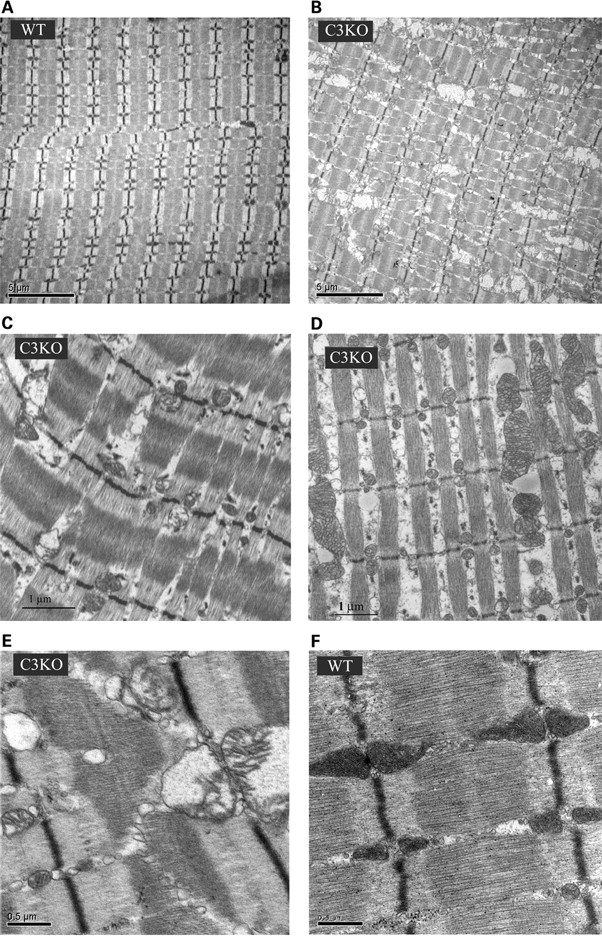 A
WT
5 µm
B
C3KO
5 µm
C
C3KO
1 µm
D
C3KO
1 µm
E
C3KO
0.5 µm
F
WT